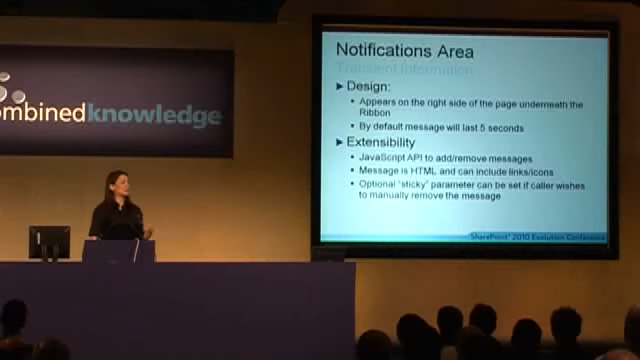 ombinedknowledge
Notifications Area
Transient Information
► Design:
• Appears on the right side of the page underneath the
Ribbon
• By default message will last 5 seconds
► Extensibility
• JavaScript API to add/remove messages
• Message is HTML and can include links/icons
• Optional “sticky” parameter can be set if caller wishes
to manually remove the message
SharePoint® 2010 Evolution Conference